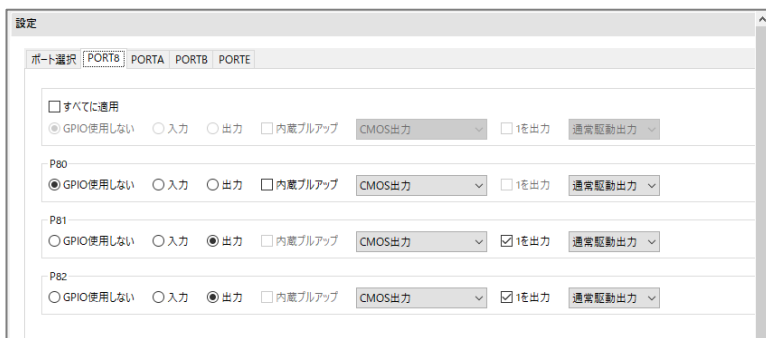 設定
ポート選択 PORT8 PORTA PORTB PORTE
すべてに適用
GPIO使用しない 入力 出力 内蔵プルアップ CMOS出力 1を出力 通常駆動出力
P80
GPIO使用しない 入力 出力 内蔵プルアップ CMOS出力 1を出力 通常駆動出力
P81
GPIO使用しない 入力 出力 内蔵プルアップ CMOS出力 1を出力 通常駆動出力
P82
GPIO使用しない 入力 出力 内蔵プルアップ CMOS出力 1を出力 通常駆動出力